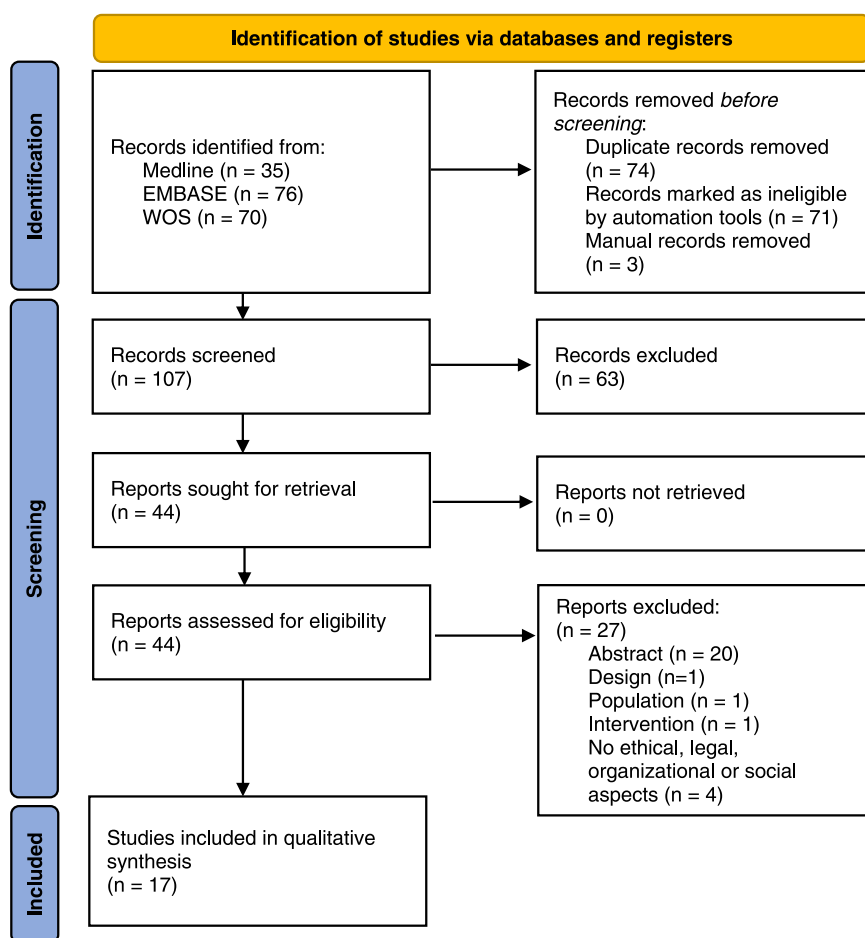 Identification of studies via databases and registers
Identification
Records identified from:
Medline (n = 35)
EMBASE (n = 76)
WOS (n = 70)
Records removed before
screening:
Duplicate records removed
(n = 74)
Records marked as ineligible
by automation tools (n = 71)
Manual records removed
(n = 3)
Screening
Records screened
(n = 107)
Records excluded
(n = 63)
Reports sought for retrieval
(n = 44)
Reports not retrieved
(n = 0)
Reports assessed for eligibility
(n = 44)
Reports excluded:
(n = 27)
Abstract (n = 20)
Design (n=1)
Population (n = 1)
Intervention (n = 1)
No ethical, legal,
organizational or social
aspects (n = 4)
Included
Studies included in qualitative
synthesis
(n = 17)